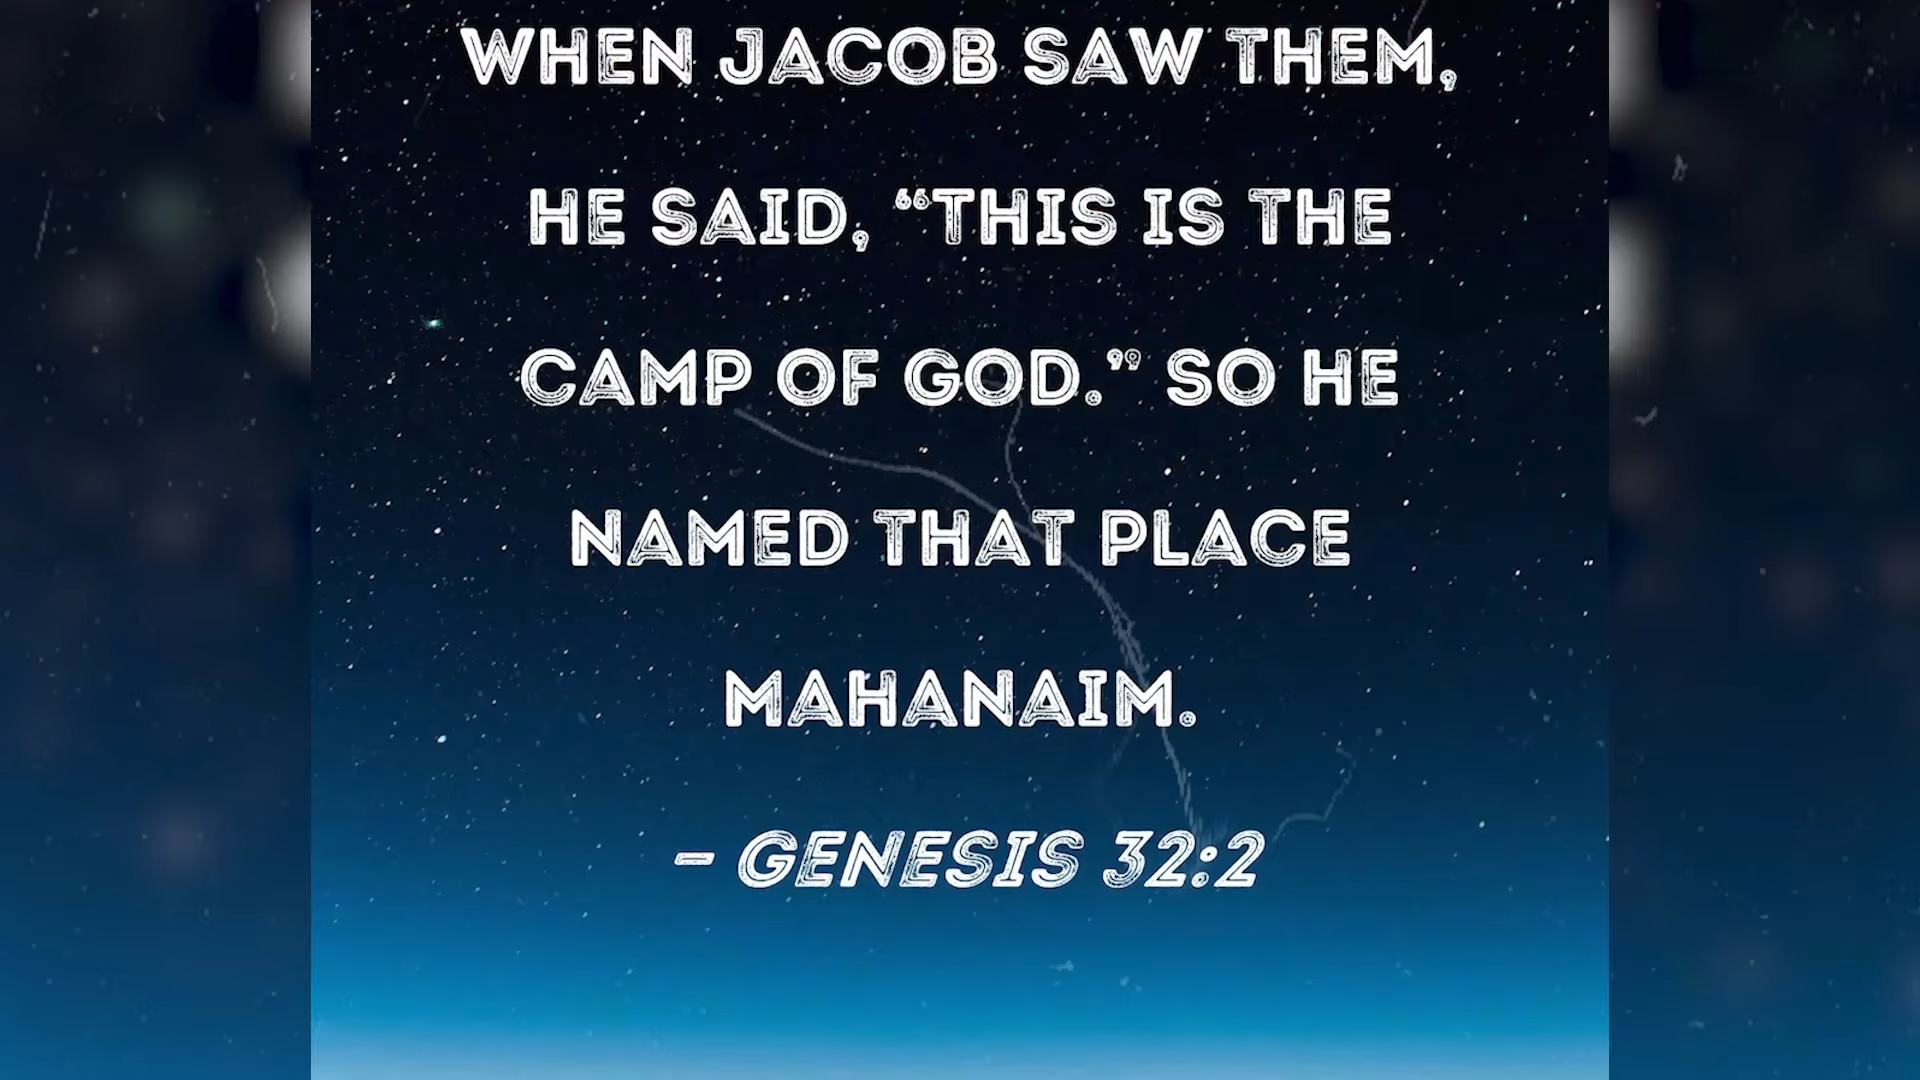 WHEN JACOB SAW THEM,
HE SAID, “THIS IS THE
CAMP OF GOD.” SO HE
NAMED THAT PLACE
MAHANAIM.
– GENESIS 32:2